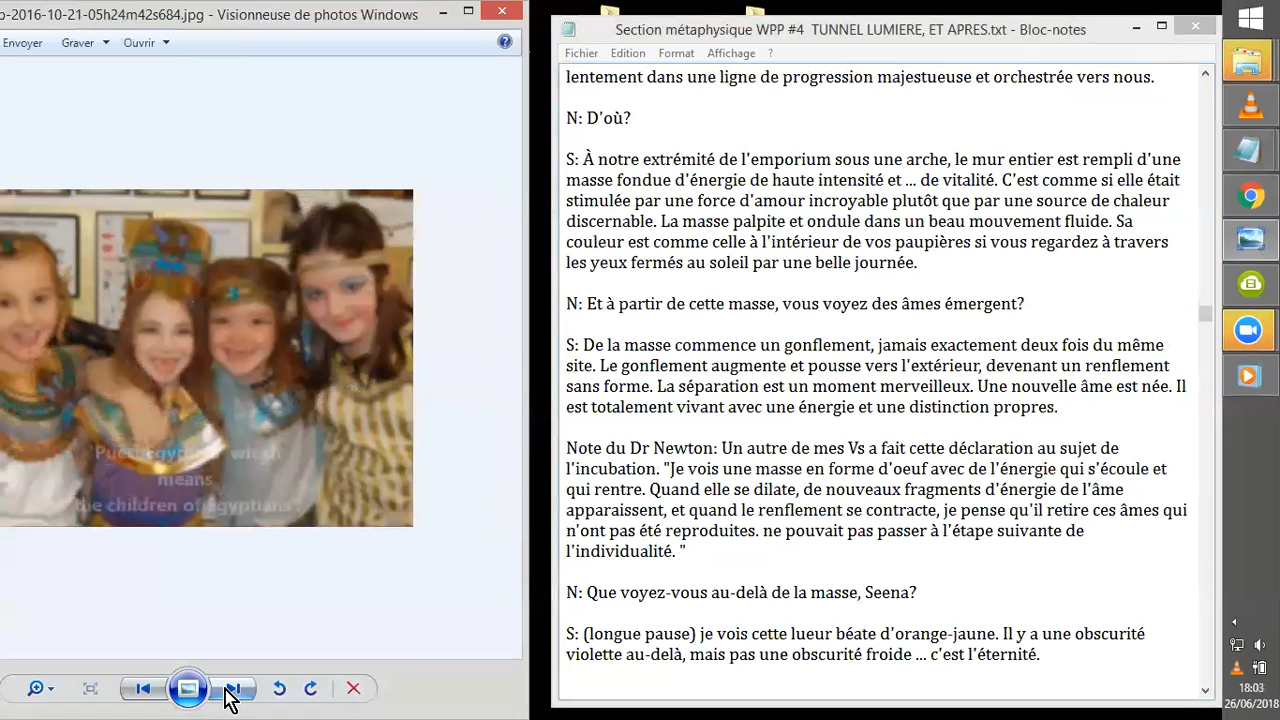 -2016-12.21-05h24m42s684.jpg - Visionneuse de photos Windows
Envoyer Graver Ouvrir
means
children of
Section métaphysique WPP #4 TUNNEL LUMIERE, ET APRES.txt - Bloc-notes
Fichier Edition Format Affichage ?
lentement dans une ligne de progression majestueuse et orchestrée vers nous.
N: D'où?
S: À notre extrémité de l'emporium sous une arche, le mur entier est rempli d'une
masse fondue d'énergie de haute intensité et ... de vitalité. C'est comme si elle était
stimulée par une force d'amour incroyable plutôt que par une source de chaleur
discernable. La masse palpite et ondule dans un beau mouvement fluide. Sa
couleur est comme celle à l'intérieur de vos paupières si vous regardez à travers
les yeux fermés au soleil par une belle journée.
N: Et à partir de cette masse, vous voyez des âmes émergent?
S: De la masse commence un gonflement, jamais exactement deux fois du même
site. Le gonflement augmente et pousse vers l'extérieur, devenant un renflement
sans forme. La séparation est un moment merveilleux. Une nouvelle âme est née. Il
est totalement vivant avec une énergie et une distinction propres.
Note du Dr Newton: Un autre de mes Vs a fait cette déclaration au sujet de
l'incubation. "Je vois une masse en forme d'oeuf avec de l'énergie qui s'écoule et
qui rentre. Quand elle se dilate, de nouveaux fragments d'énergie de l'âme
apparaissent, et quand le renflement se contracte, je pense qu'il retire ces âmes qui
n'ont pas été reproduites. ne pouvait pas passer à l'étape suivante de
l'individualité. "
N: Que voyez-vous au-delà de la masse, Seena?
S: (longue pause) je vois cette lueur béate d'orange-jaune. Il y a une obscurité
violette au-delà, mais pas une obscurité froide ... c'est l'éternité.
18:03
26/06/2018